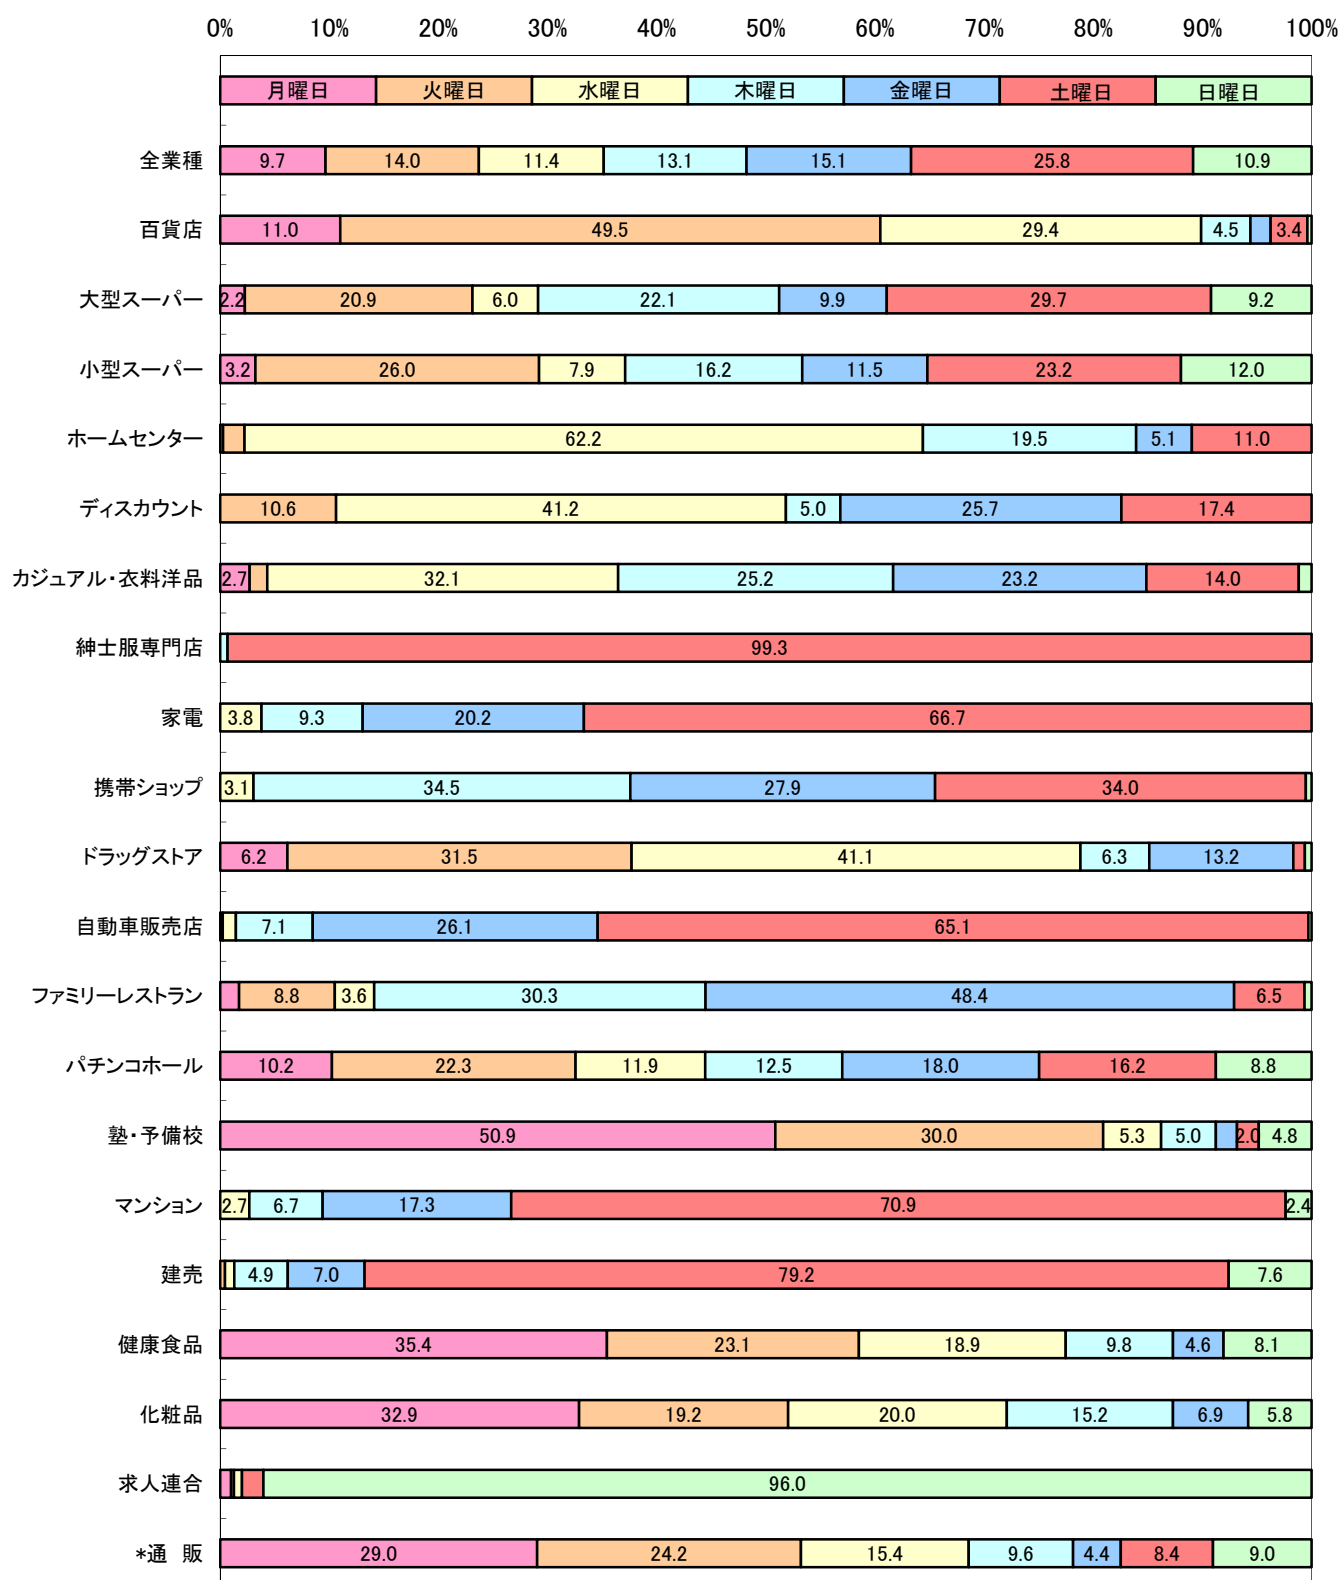 0% 10% 20% 30% 40% 50% 60% 70% 80% 90% 100%
月曜日 火曜日 水曜日 木曜日 金曜日 土曜日 日曜日
全業種 9.7 14.0 11.4 13.1 15.1 25.8 10.9
百貨店 11.0 49.5 29.4 4.5 3.4
大型スーパー 2.2 20.9 6.0 22.1 9.9 29.7 9.2
小型スーパー 3.2 26.0 7.9 16.2 11.5 23.2 12.0
ホームセンター 62.2 19.5 5.1 11.0
ディスカウント 10.6 41.2 5.0 25.7 17.4
カジュアル・衣料洋品 2.7 32.1 25.2 23.2 14.0
紳士服専門店 99.3
家電 3.8 9.3 20.2 66.7
携帯ショップ 3.1 34.5 27.9 34.0
ドラッグストア 6.2 31.5 41.1 6.3 13.2
自動車販売店 7.1 26.1 65.1
ファミリーレストラン 8.8 3.6 30.3 48.4 6.5
パチンコホール 10.2 22.3 11.9 12.5 18.0 16.2 8.8
塾・予備校 50.9 30.0 5.3 5.0 2.0 4.8
マンション 2.7 6.7 17.3 70.9 2.4
建売 4.9 7.0 79.2 7.6
健康食品 35.4 23.1 18.9 9.8 4.6 8.1
化粧品 32.9 19.2 20.0 15.2 6.9 5.8
求人連合 96.0
*通　販 29.0 24.2 15.4 9.6 4.4 8.4 9.0